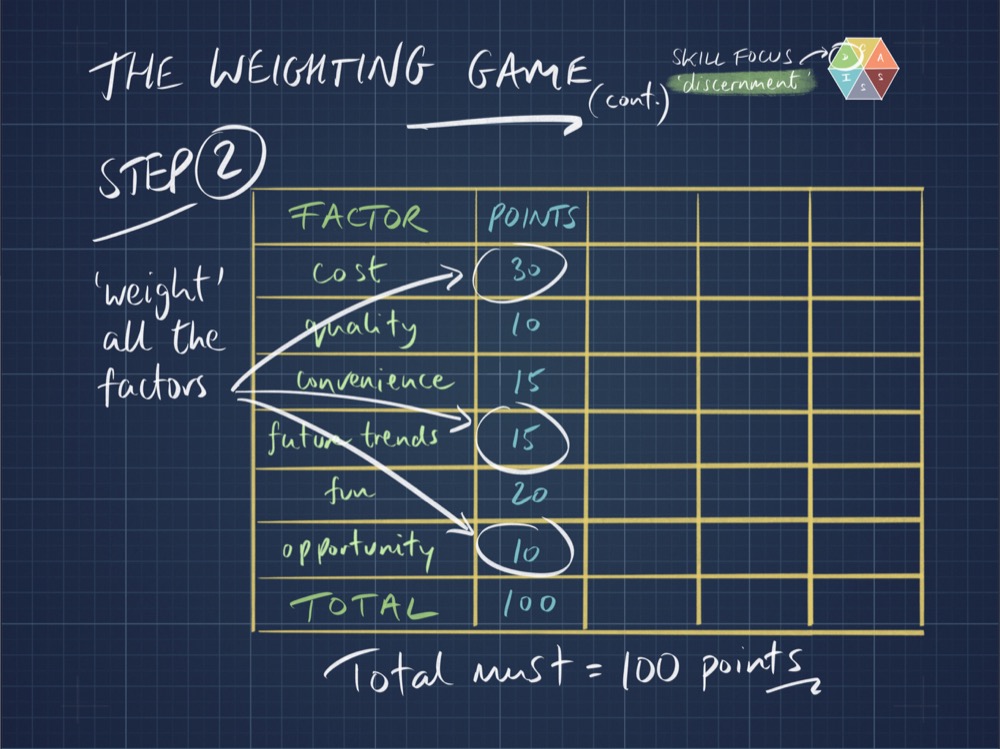 THE WEIGHTING GAME
(cont.)
SKILL FOCUS
'discernment'
D C A
I S S
STEP 2
'weight'
all the
factors
FACTOR POINTS
cost 30
quality 10
convenience 15
future trends 15
fun 20
opportunity 10
TOTAL 100
Total must = 100 points